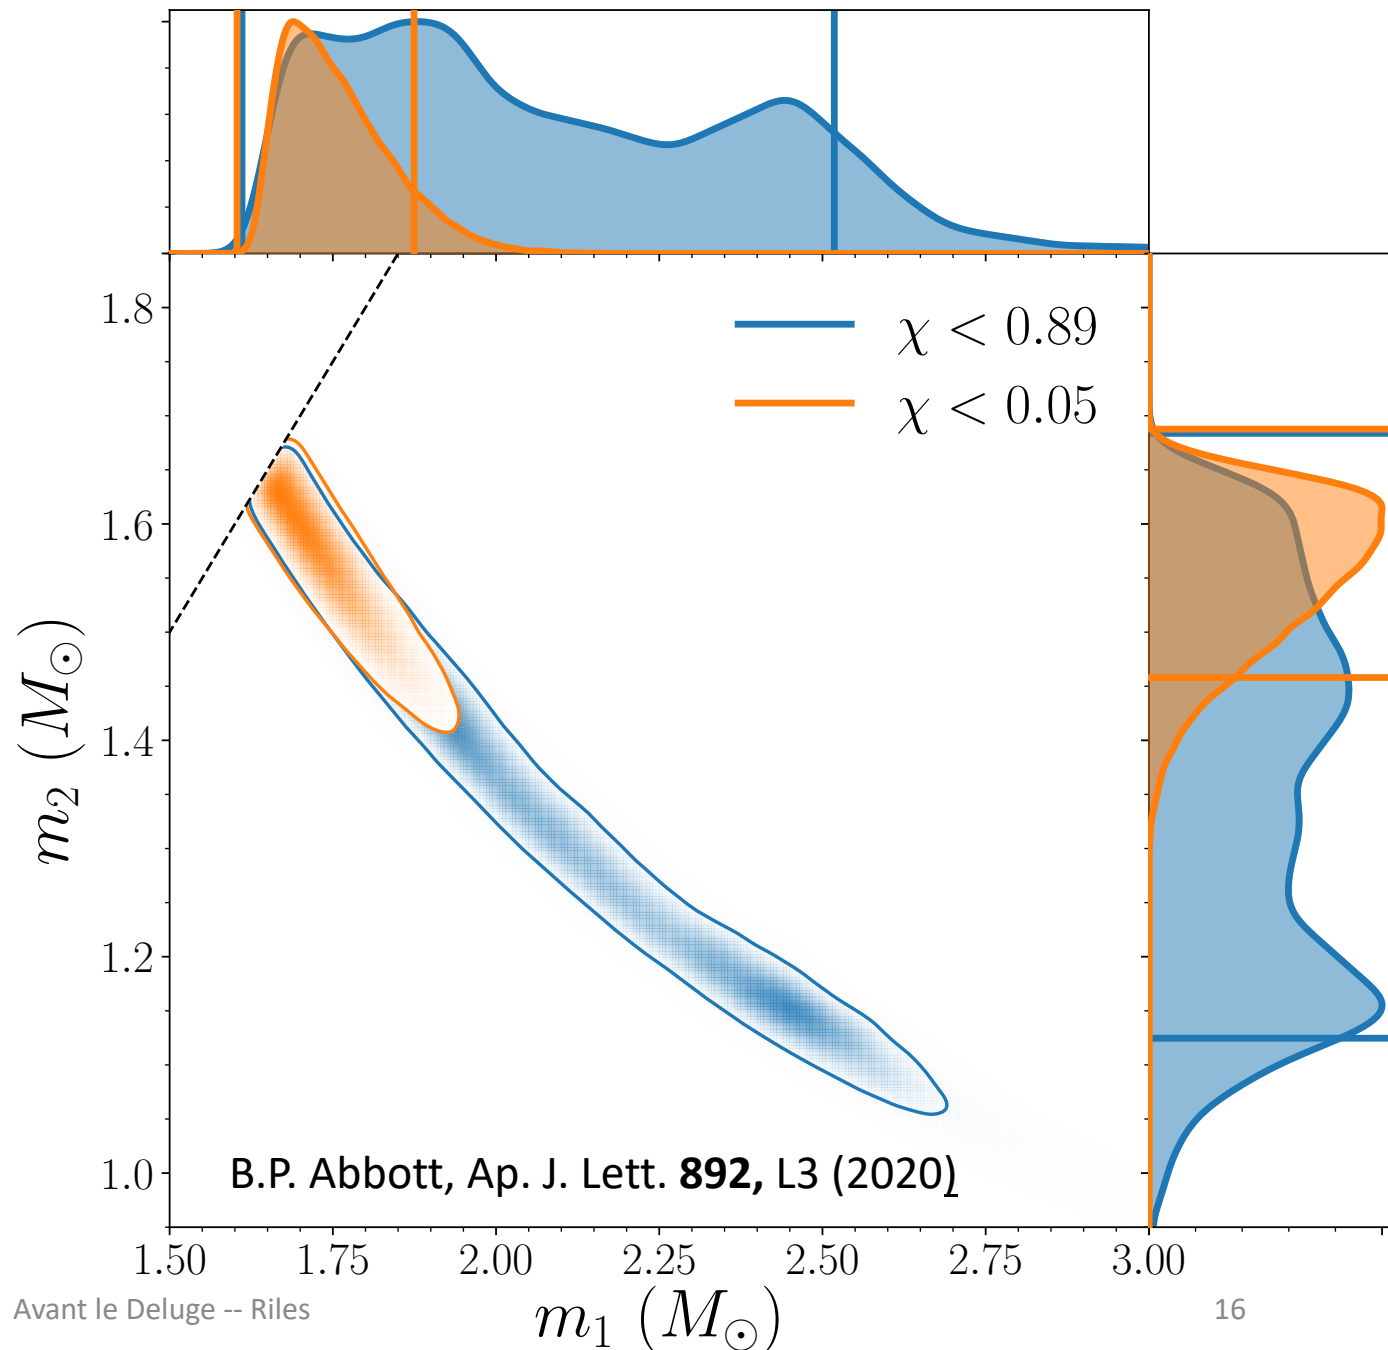 χ < 0.89
χ < 0.05
1.8
1.6
1.4
1.2
1.0
m₂ (M☉)
B.P. Abbott, Ap. J. Lett. 892, L3 (2020)
1.50 1.75 2.00 2.25 2.50 2.75 3.00
m₁ (M☉)
Avant le Deluge -- Riles
16